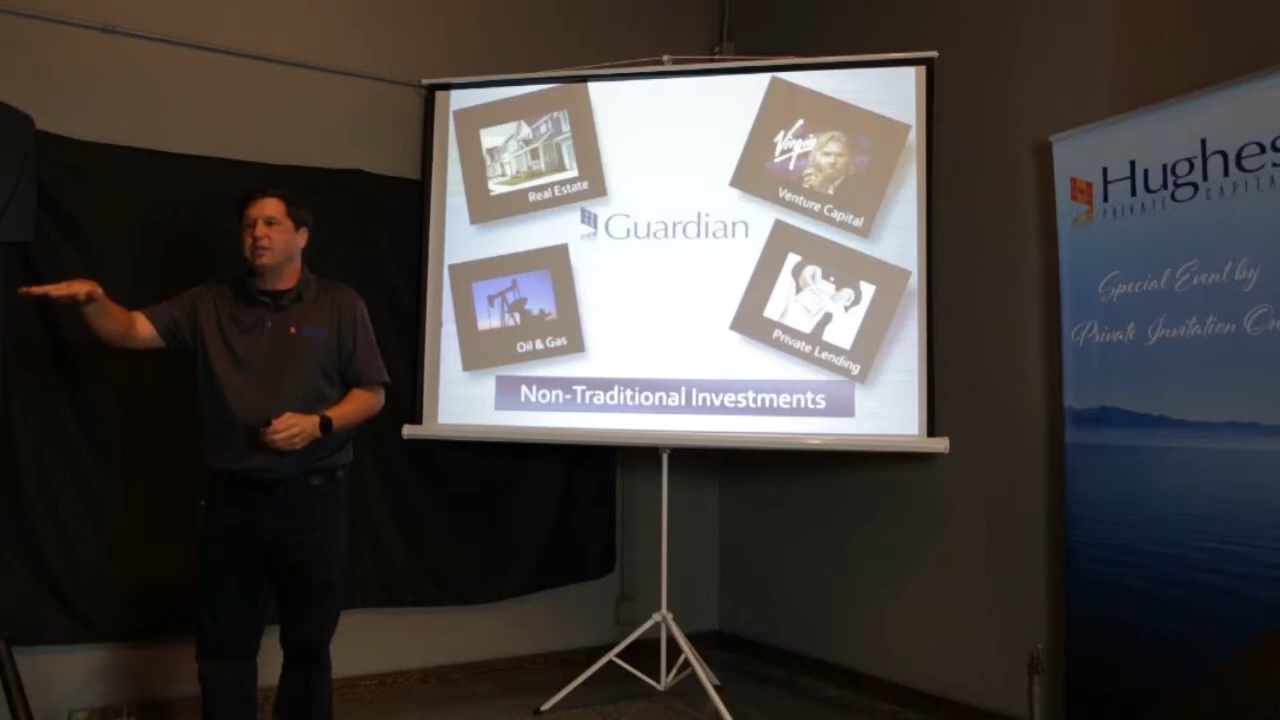 Real Estate
Virgin
Venture Capital
Guardian
Oil & Gas
Private Lending
Non-Traditional Investments
Hughes
PRIVATE
Special Event by
Private Invitation